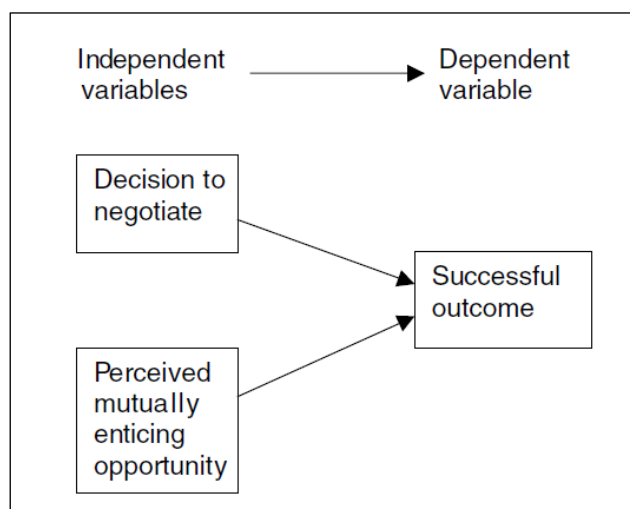 Independent
variables
Dependent
variable
Decision to
negotiate
Successful
outcome
Perceived
mutually
enticing
opportunity